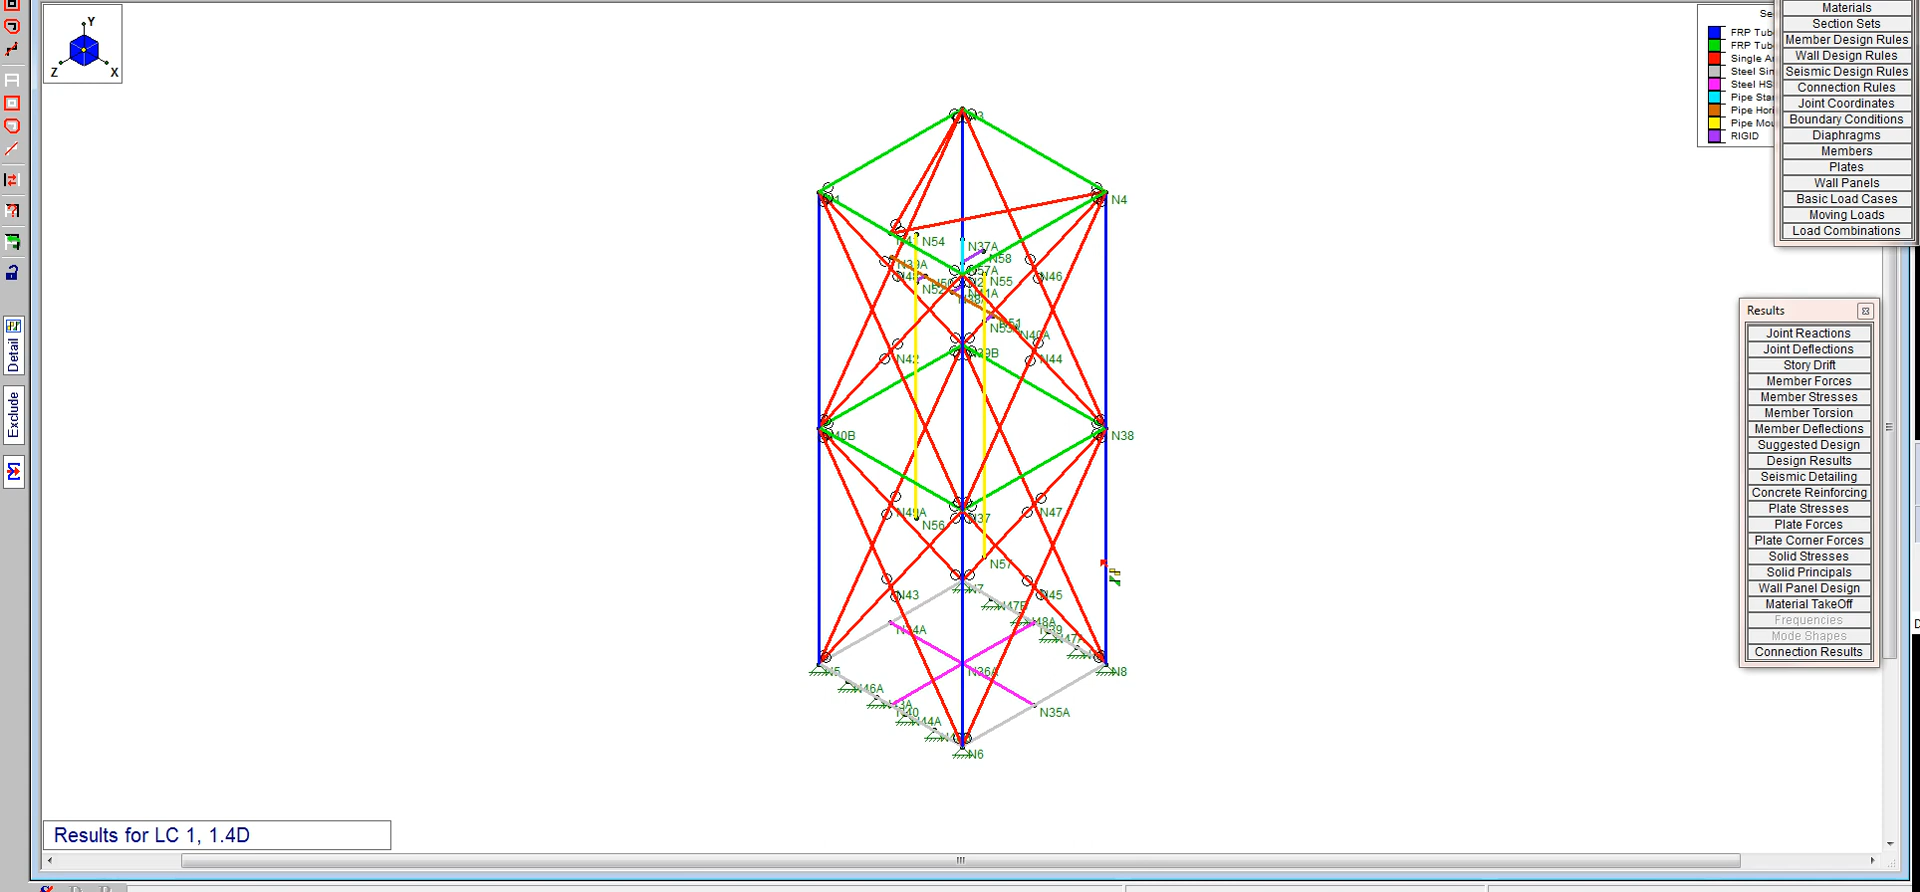 Y
Z
X
Detail
Exclude
FRP Tub
FRP Tub
Single A
Steel Sin
Steel HS
Pipe Sta
Pipe Hori
Pipe Mou
RIGID
Materials
Section Sets
Member Design Rules
Wall Design Rules
Seismic Design Rules
Connection Rules
Joint Coordinates
Boundary Conditions
Diaphragms
Members
Plates
Wall Panels
Basic Load Cases
Moving Loads
Load Combinations
Results
Joint Reactions
Joint Deflections
Story Drift
Member Forces
Member Stresses
Member Torsion
Member Deflections
Suggested Design
Design Results
Seismic Detailing
Concrete Reinforcing
Plate Stresses
Plate Forces
Plate Corner Forces
Solid Stresses
Solid Principals
Wall Panel Design
Material TakeOff
Frequencies
Mode Shapes
Connection Results
N4
N54
N37A
N58
N46
N55
N40A
N42
N44
N38
N47
N56
N57
N43
N45
N8
N36A
N35A
N6
Results for LC 1, 1.4D